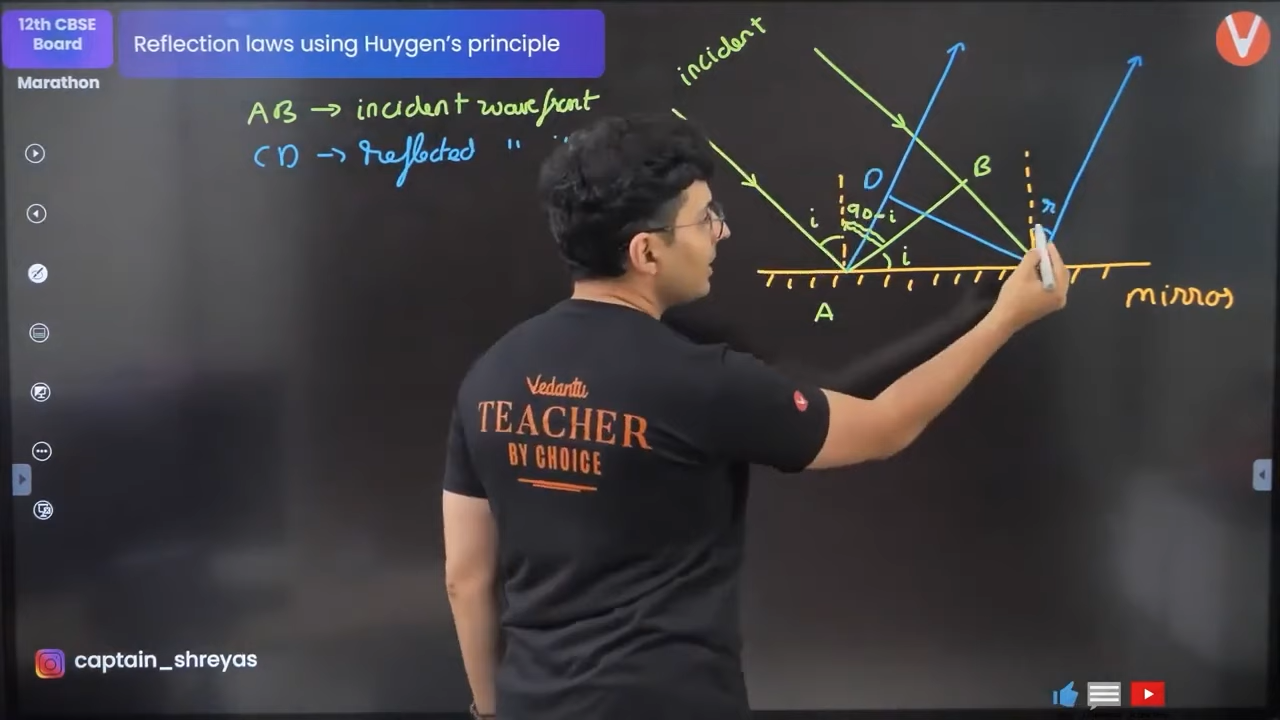 12th CBSE
Board
Marathon
Reflection laws using Huygen's principle
AB → incident wavefront
CD → reflected " "
incident
D
B
i
90-i
i
r
A
mirror
Vedantu
TEACHER
BY CHOICE
captain_shreyas